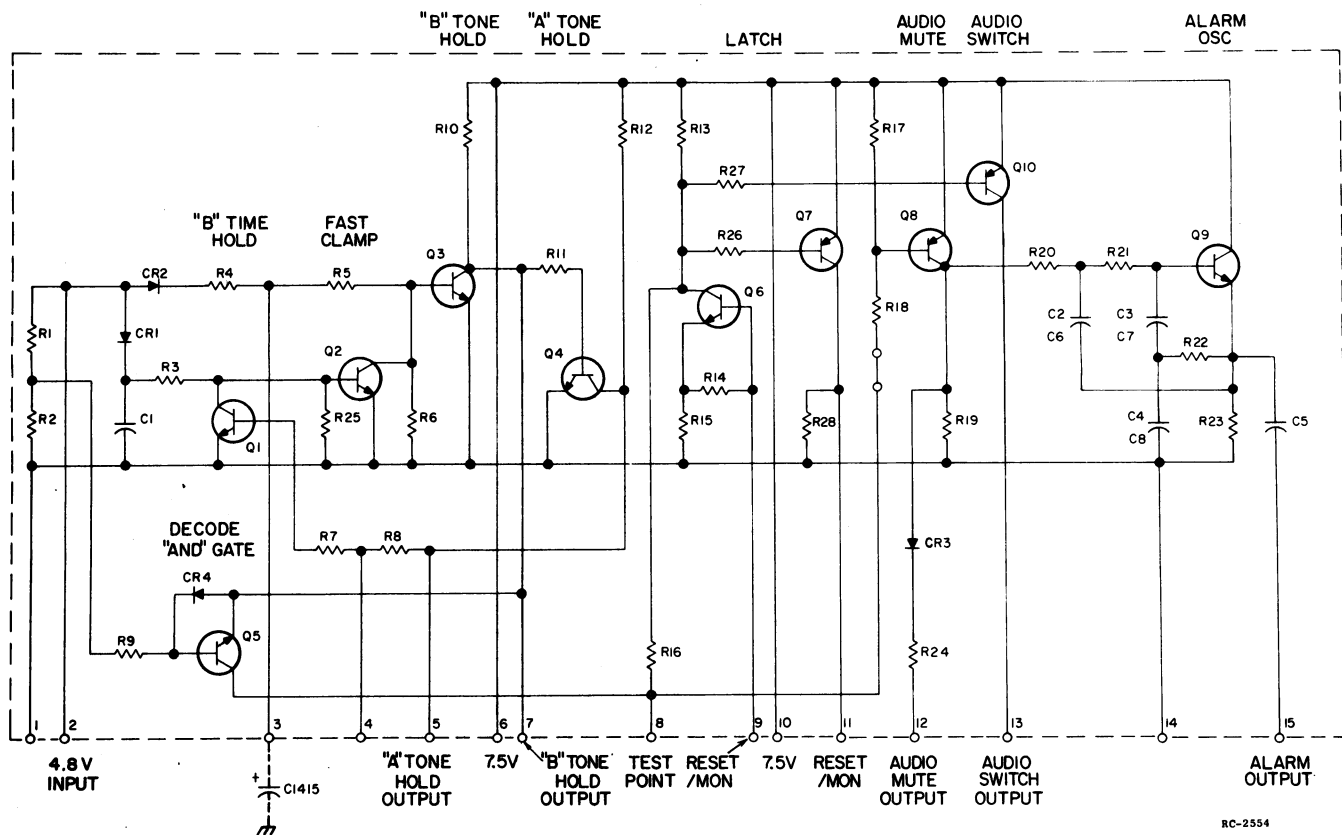 "B" TONE
HOLD
"A" TONE
HOLD
LATCH
AUDIO
MUTE
AUDIO
SWITCH
ALARM
OSC
R10
R12
R13
R17
R27
Q10
"B" TIME
HOLD
FAST
CLAMP
Q3
R11
R26
Q7
Q8
R20
R21
Q9
CR2
R4
R5
Q6
R18
C2
C6
C3
C7
R1
CR1
R3
Q2
Q4
R22
R14
R2
C1
Q1
R25
R6
R15
R28
R19
C4
C8
R23
C5
DECODE
"AND" GATE
R7
R8
CR3
CR4
R9
Q5
R16
R24
1
2
3
4
5
6
7
8
9
10
11
12
13
14
15
4.8V
INPUT
+
C1415
"A" TONE
HOLD
OUTPUT
7.5V
"B" TONE
HOLD
OUTPUT
TEST
POINT
RESET
/MON
7.5V
RESET
/MON
AUDIO
MUTE
OUTPUT
AUDIO
SWITCH
OUTPUT
ALARM
OUTPUT
RC-2554